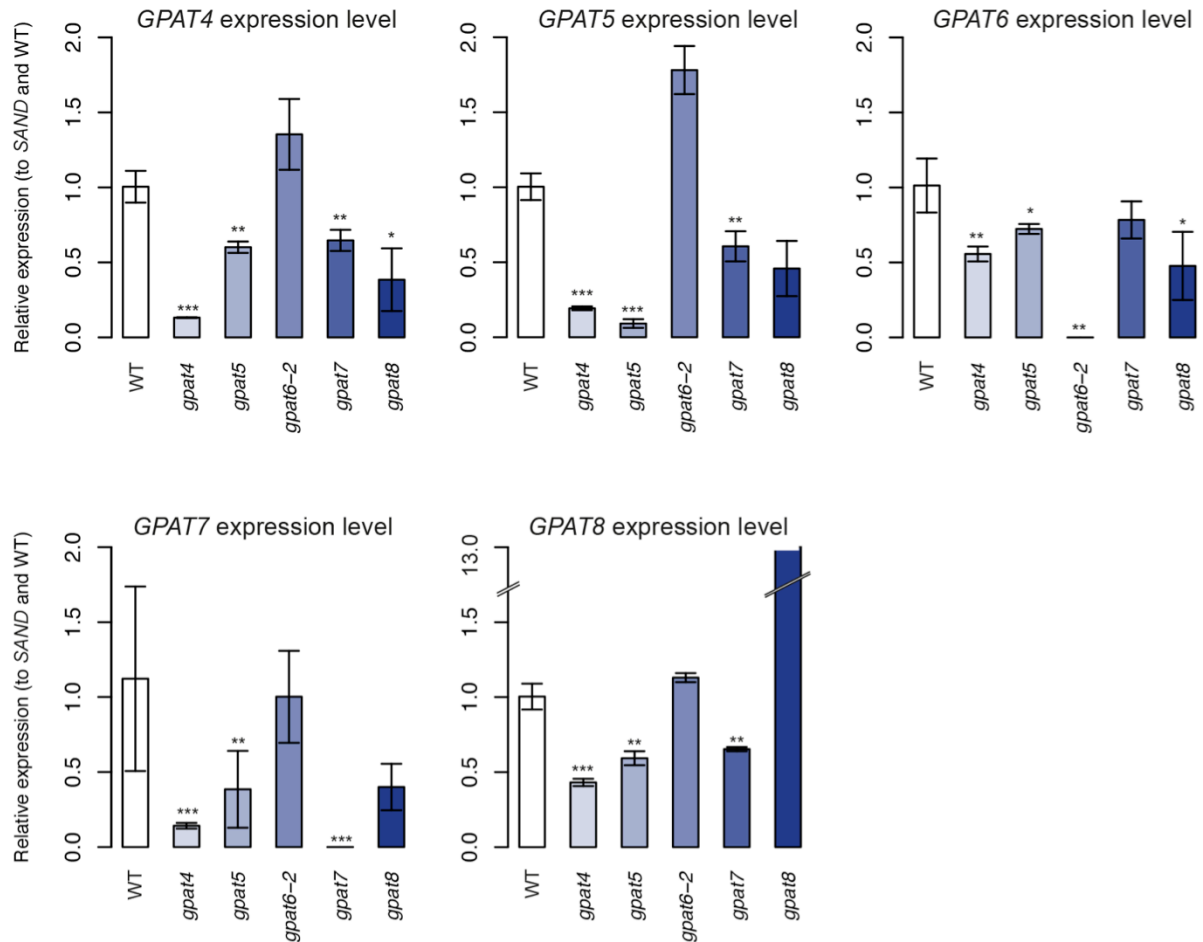 GPAT4 expression level
GPAT5 expression level
GPAT6 expression level
Relative expression (to SAND and WT)
2.0
1.5
1.0
0.5
0.0
**
**
*
***
WT
gpat4
gpat5
gpat6-2
gpat7
gpat8
2.0
1.5
1.0
0.5
0.0
**
***
***
WT
gpat4
gpat5
gpat6-2
gpat7
gpat8
2.0
1.5
1.0
0.5
0.0
*
*
**
**
WT
gpat4
gpat5
gpat6-2
gpat7
gpat8
GPAT7 expression level
GPAT8 expression level
Relative expression (to SAND and WT)
2.0
1.5
1.0
0.5
0.0
**
***
***
WT
gpat4
gpat5
gpat6-2
gpat7
gpat8
13.0
1.5
1.0
0.5
0.0
**
**
***
WT
gpat4
gpat5
gpat6-2
gpat7
gpat8